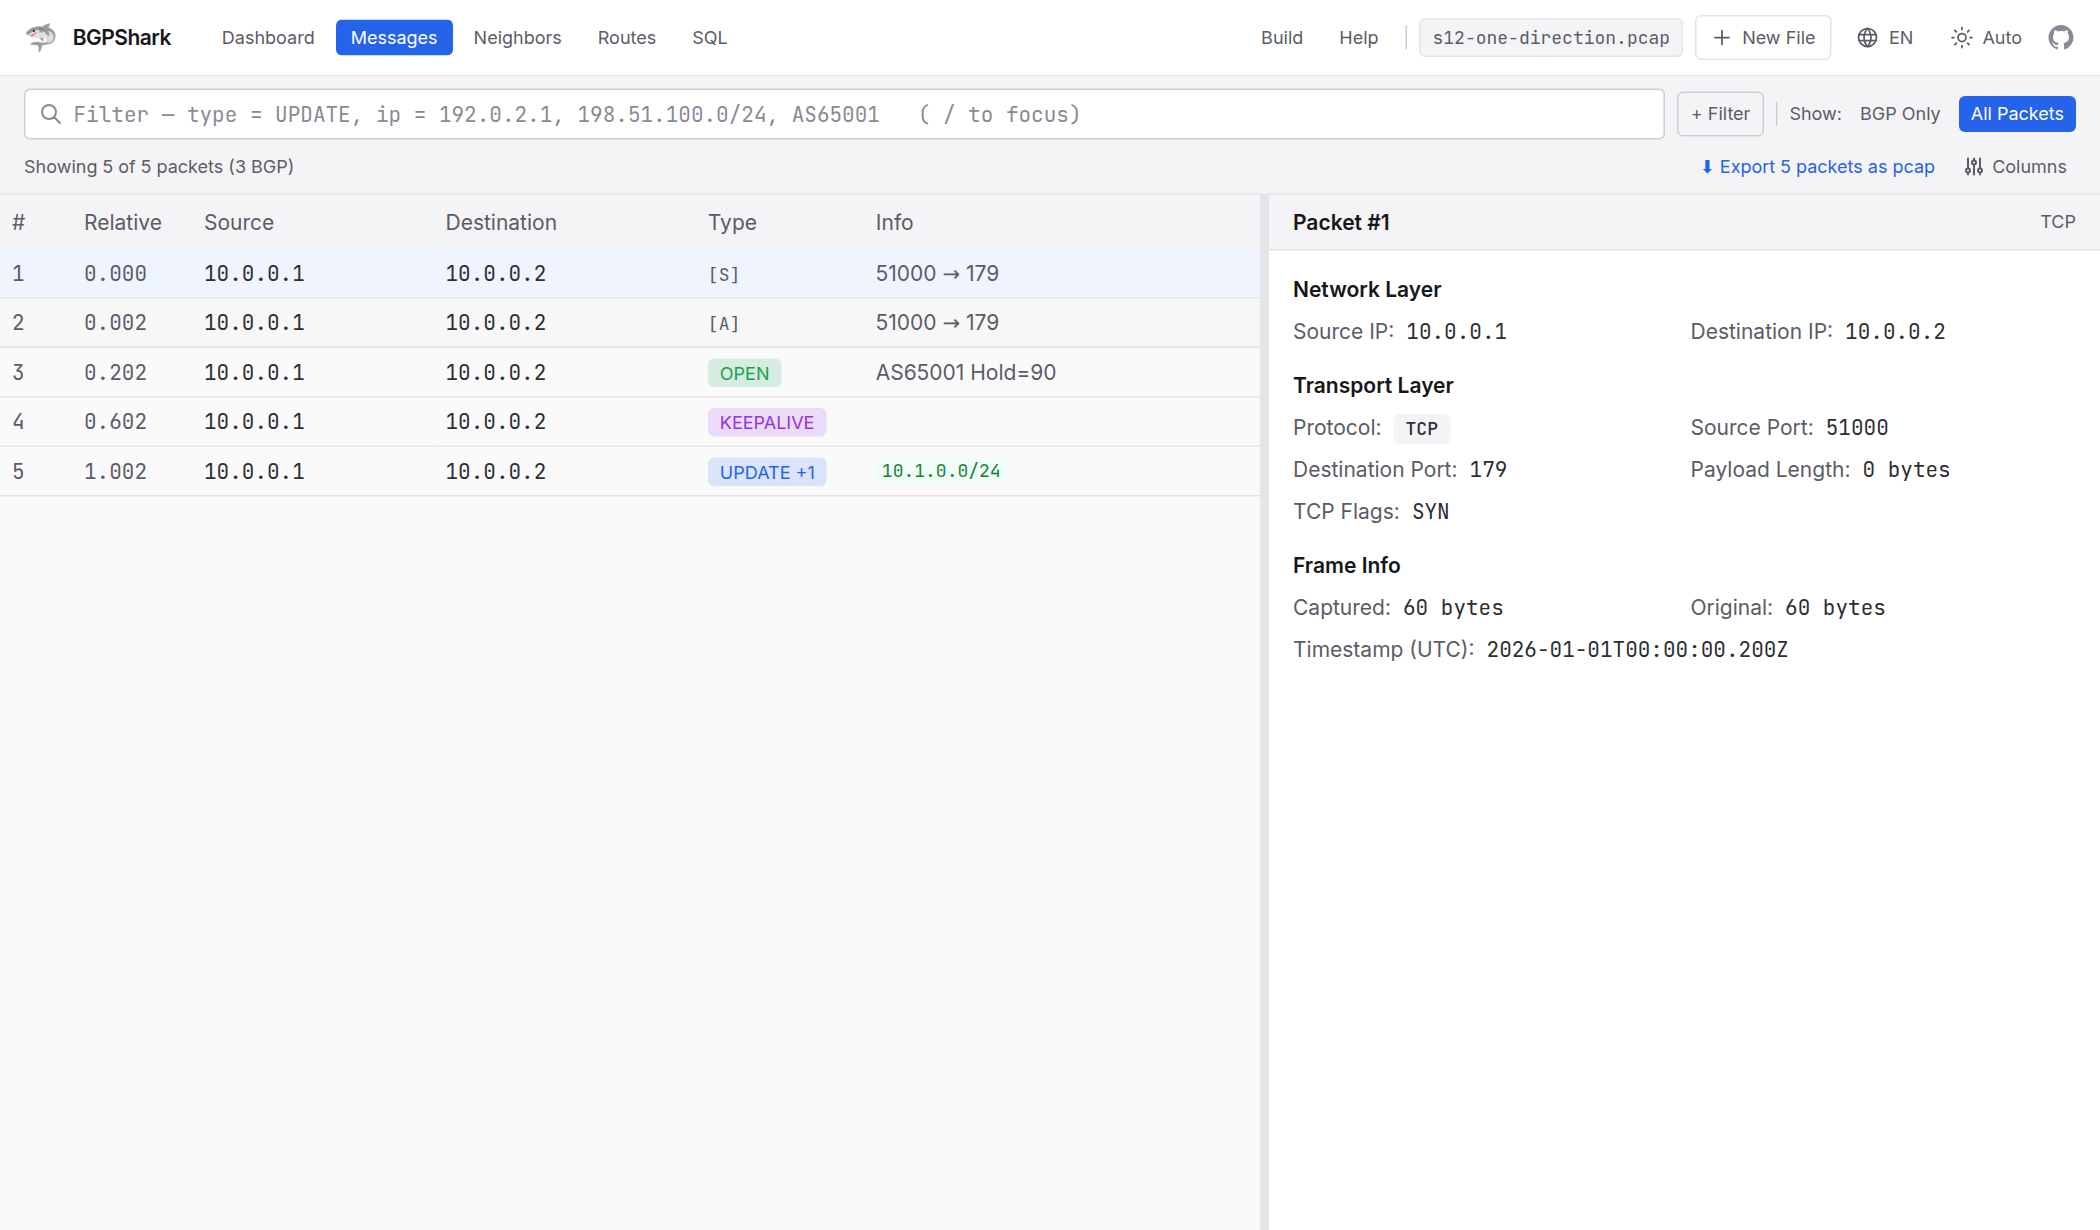 BGPShark Dashboard Messages Neighbors Routes SQL Build Help s12-one-direction.pcap + New File EN Auto
Filter — type = UPDATE, ip = 192.0.2.1, 198.51.100.0/24, AS65001 ( / to focus) + Filter Show: BGP Only All Packets
Showing 5 of 5 packets (3 BGP) ⬇ Export 5 packets as pcap Columns
# Relative Source Destination Type Info
1 0.000 10.0.0.1 10.0.0.2 [S] 51000 → 179
2 0.002 10.0.0.1 10.0.0.2 [A] 51000 → 179
3 0.202 10.0.0.1 10.0.0.2 OPEN AS65001 Hold=90
4 0.602 10.0.0.1 10.0.0.2 KEEPALIVE
5 1.002 10.0.0.1 10.0.0.2 UPDATE +1 10.1.0.0/24
Packet #1 TCP
Network Layer
Source IP: 10.0.0.1 Destination IP: 10.0.0.2
Transport Layer
Protocol: TCP Source Port: 51000
Destination Port: 179 Payload Length: 0 bytes
TCP Flags: SYN
Frame Info
Captured: 60 bytes Original: 60 bytes
Timestamp (UTC): 2026-01-01T00:00:00.200Z